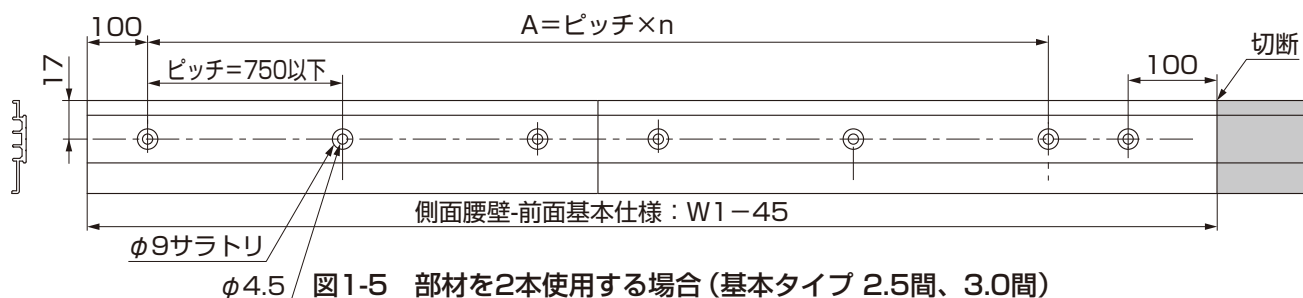 100
A=ピッチ×n
切断
17
ピッチ=750以下
100
側面腰壁-前面基本仕様:W1-45
φ9サラトリ
φ4.5
図1-5 部材を2本使用する場合(基本タイプ 2.5間、3.0間)